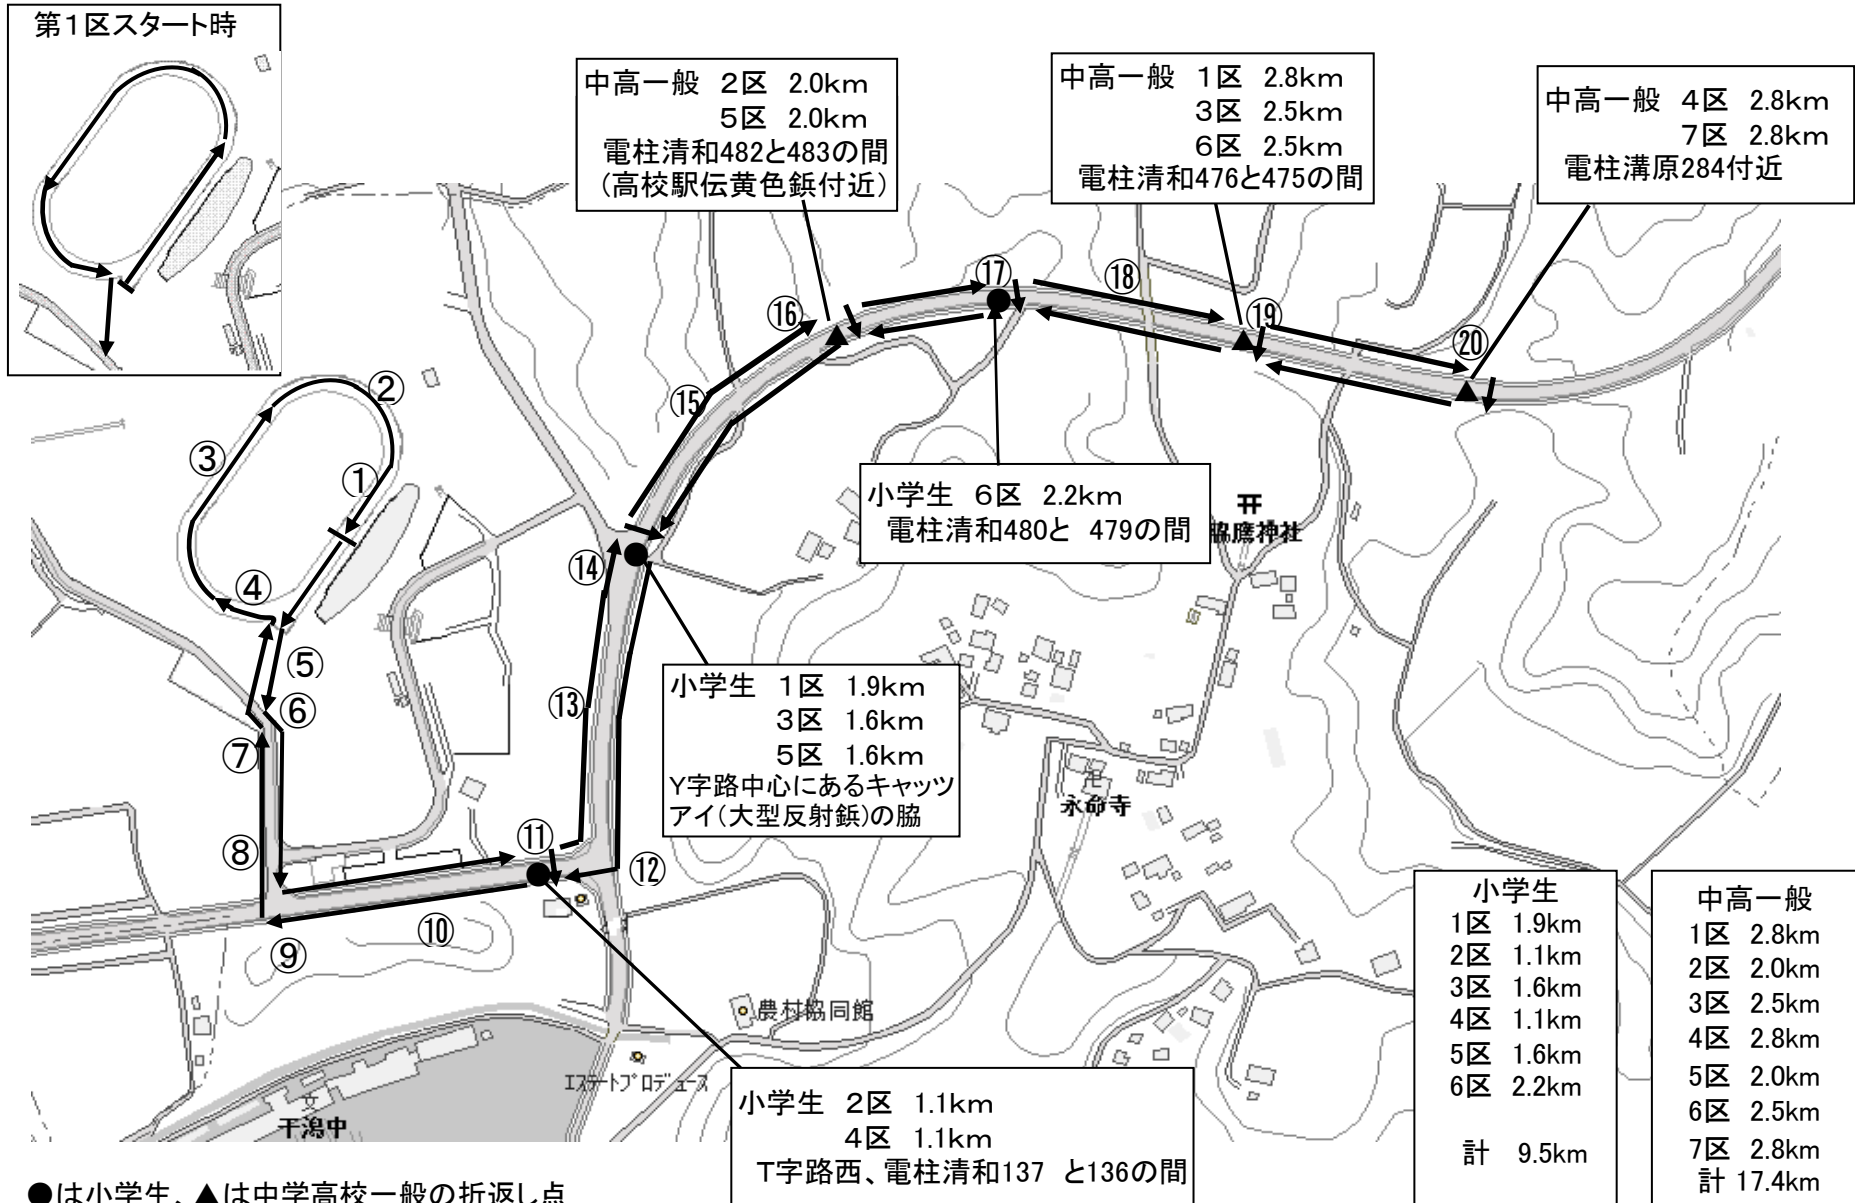 第1区スタート時
中高一般 2区 2.0km
5区 2.0km
電柱清和482と483の間
(高校駅伝黄色鋲付近)
中高一般 1区 2.8km
3区 2.5km
6区 2.5km
電柱清和476と475の間
中高一般 4区 2.8km
7区 2.8km
電柱溝原284付近
⑰
⑱
⑯
⑲
⑳
②
⑮
③
①
小学生 6区 2.2km
電柱清和480と 479の間
脇鷹神社
⑭
④
⑤
小学生 1区 1.9km
3区 1.6km
5区 1.6km
Y字路中心にあるキャッツ
アイ(大型反射鋲)の脇
⑬
⑥
⑦
卍
永命寺
⑧
⑪
⑫
⑩
⑨
小学生
1区 1.9km
2区 1.1km
3区 1.6km
4区 1.1km
5区 1.6km
6区 2.2km
計 9.5km
中高一般
1区 2.8km
2区 2.0km
3区 2.5km
4区 2.8km
5区 2.0km
6区 2.5km
7区 2.8km
計 17.4km
農村協同館
エステートプロデュース
文
干潟中
小学生 2区 1.1km
4区 1.1km
T字路西、電柱清和137 と136の間
●は小学生、▲は中学高校一般の折返し点